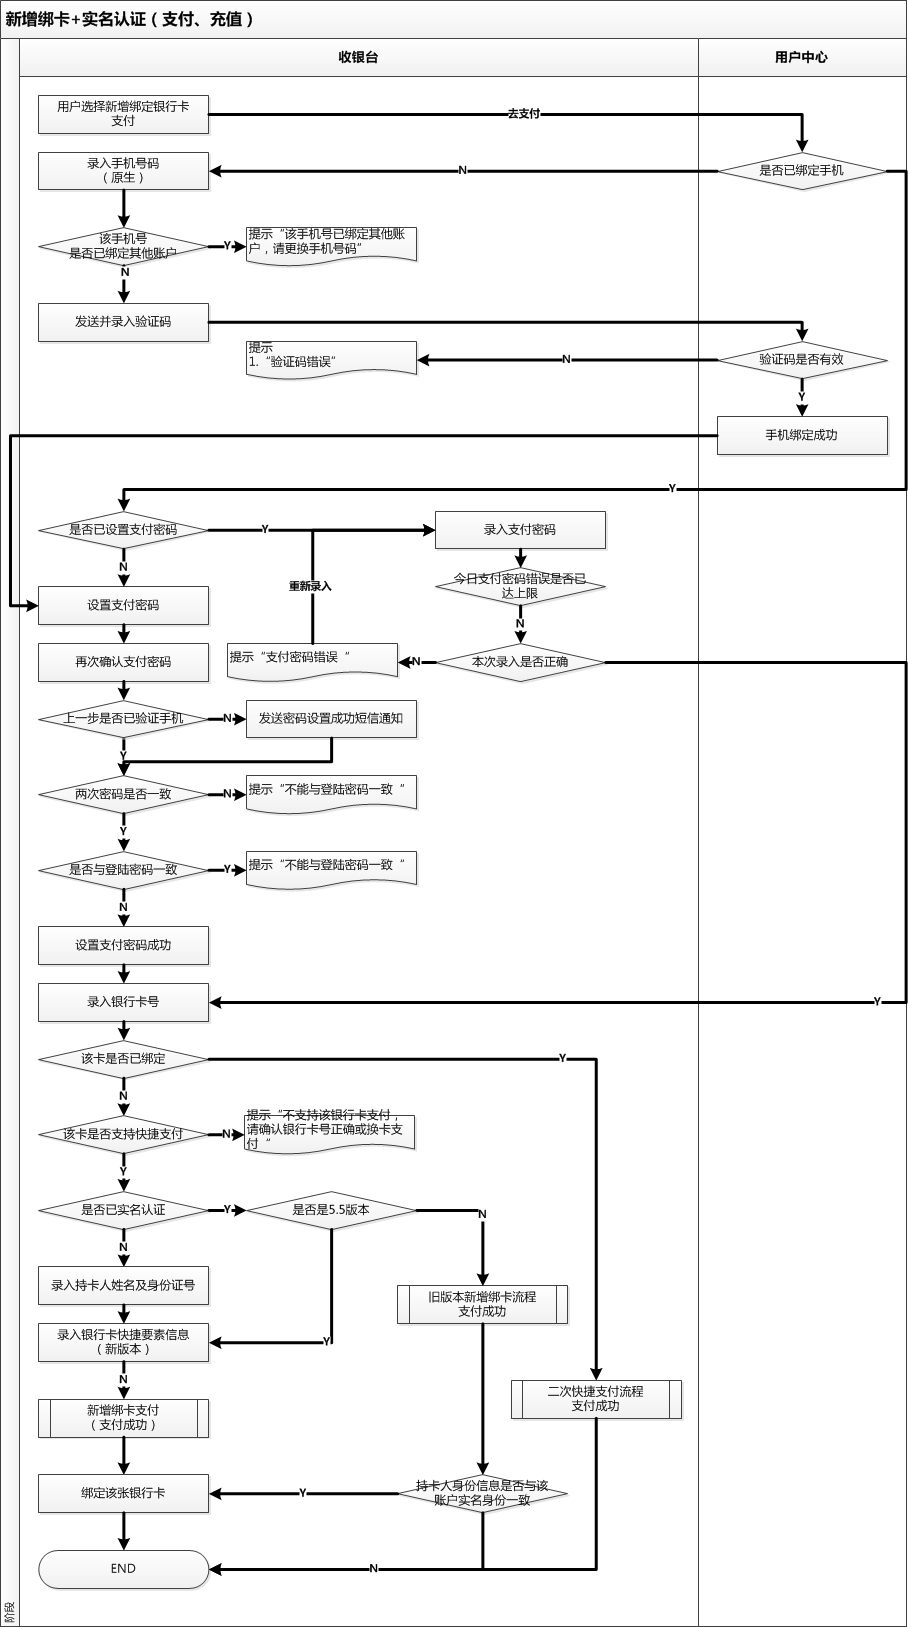 新增绑卡+实名认证（支付、充值）
收银台
用户中心
用户选择新增绑定银行卡
支付
去支付
录入手机号码
（原生）
N
是否已绑定手机
该手机号
是否已绑定其他账户
Y
提示“该手机号已绑定其他账
户，请更换手机号码”
N
发送并录入验证码
提示
1.“验证码错误”
N
验证码是否有效
Y
手机绑定成功
Y
是否已设置支付密码
Y
录入支付密码
N
重新录入
今日支付密码错误是否已
达上限
设置支付密码
N
再次确认支付密码
提示“支付密码错误 “
N
本次录入是否正确
上一步是否已验证手机
N
发送密码设置成功短信通知
Y
两次密码是否一致
N
提示“不能与登陆密码一致 “
Y
是否与登陆密码一致
Y
提示“不能与登陆密码一致 “
N
设置支付密码成功
录入银行卡号
Y
该卡是否已绑定
Y
N
该卡是否支持快捷支付
N
提示“不支持该银行卡支付，
请确认银行卡号正确或换卡支
付 “
Y
是否已实名认证
Y
是否是5.5版本
N
N
录入持卡人姓名及身份证号
旧版本新增绑卡流程
支付成功
录入银行卡快捷要素信息
（新版本）
Y
N
二次快捷支付流程
支付成功
新增绑卡支付
（支付成功）
绑定该张银行卡
Y
持卡人身份信息是否与该
账户实名身份一致
END
N
阶段